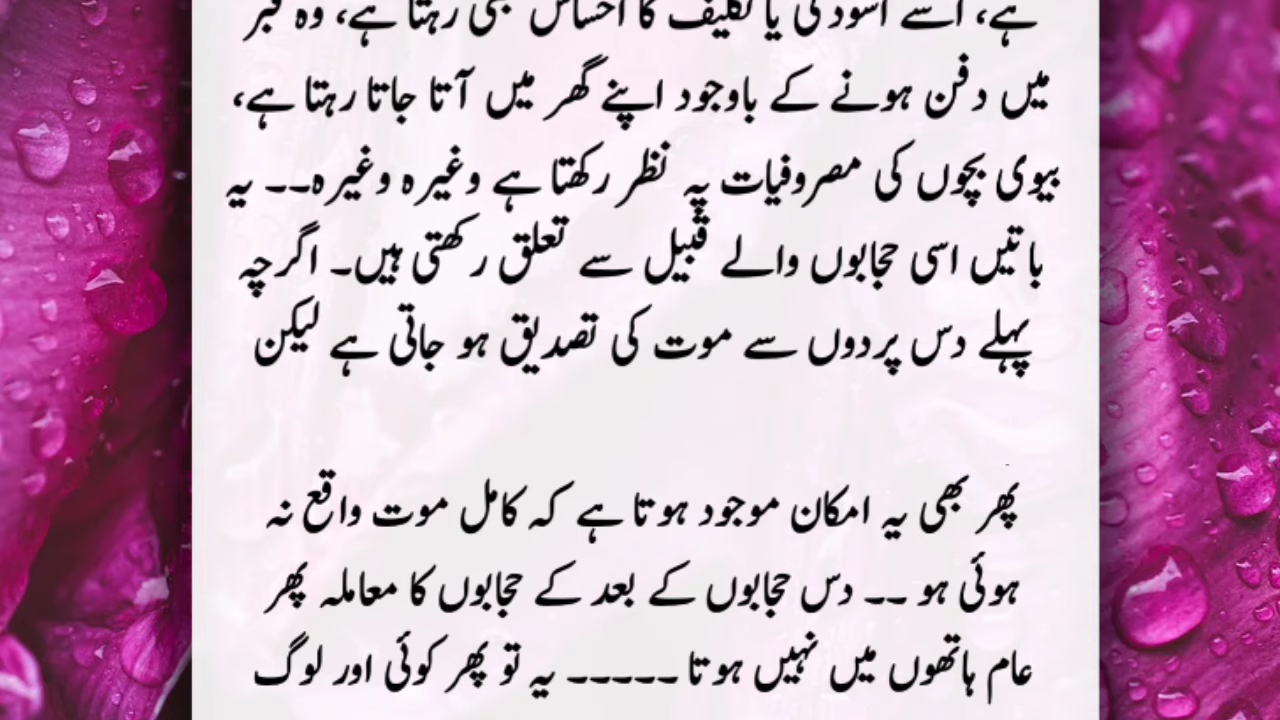 ہے، اسے آسودگی یا تکلیف کا احساس بھی رہتا ہے، وہ قبر
میں دفن ہونے کے باوجود اپنے گھر میں آتا جاتا رہتا ہے،
بیوی بچوں کی مصروفیات پہ نظر رکھتا ہے وغیرہ وغیرہ۔۔ یہ
باتیں اسی حجابوں والے قبیل سے تعلق رکھتی ہیں۔ اگرچہ
پہلے دس پردوں سے موت کی تصدیق ہو جاتی ہے لیکن
پھر بھی یہ امکان موجود ہوتا ہے کہ کامل موت واقع نہ
ہوئی ہو ۔۔ دس حجابوں کے بعد کے حجابوں کا معاملہ پھر
عام ہاتھوں میں نہیں ہوتا ۔۔۔۔۔ یہ تو پھر کوئی اور لوگ